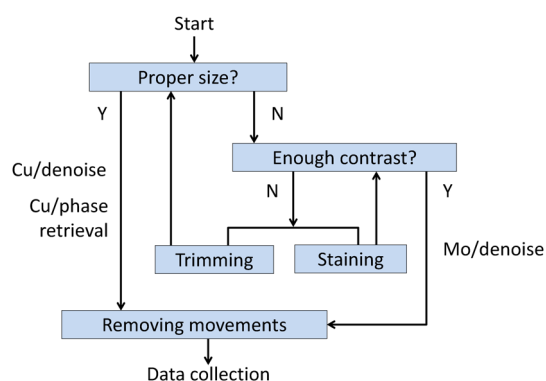 Start
Proper size?
Y
N
Enough contrast?
Cu/denoise
N
Y
Cu/phase
retrieval
Mo/denoise
Trimming
Staining
Removing movements
Data collection